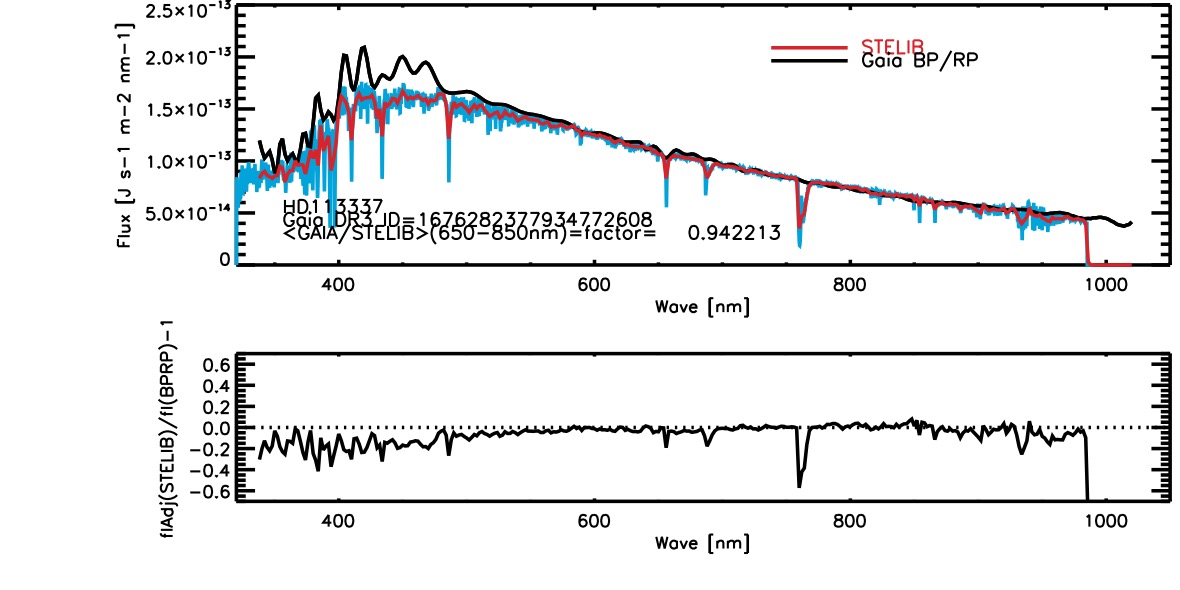 2.5×10−13
2.0×10−13
1.5×10−13
1.0×10−13
5.0×10−14
0
Flux [J s−1 m−2 nm−1]
STELIB
Gaia BP/RP
HD113337
Gaia DR3 ID=1676282377934772608
<GAIA/STELIB>(650−850nm)=factor= 0.942213
400 600 800 1000
Wave [nm]
0.6
0.4
0.2
0.0
−0.2
−0.4
−0.6
flAdj(STELIB)/fl(BPRP)−1
400 600 800 1000
Wave [nm]